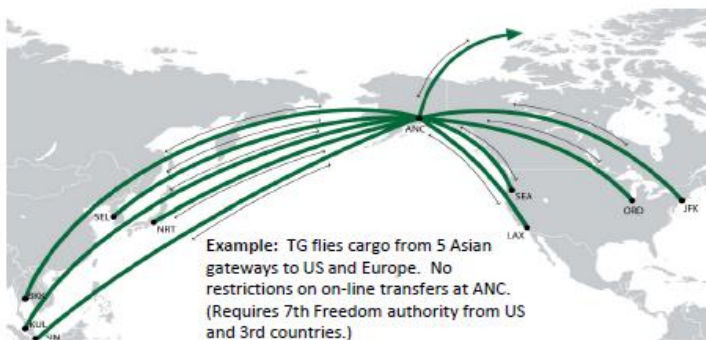 ANC
SEA
ORD
JFK
LAX
SEL
NRT
Example: TG flies cargo from 5 Asian
gateways to US and Europe. No
restrictions on on-line transfers at ANC.
(Requires 7th Freedom authority from US
and 3rd countries.)
BKK
KUL